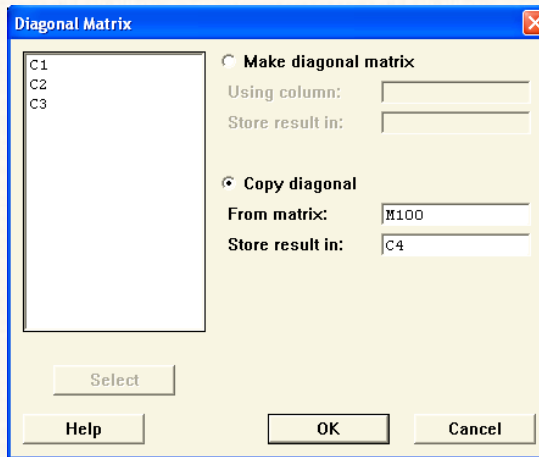 Diagonal Matrix
C1
C2
C3
Make diagonal matrix
Using column:
Store result in:
Copy diagonal
From matrix: M100
Store result in: C4
Select
Help OK Cancel